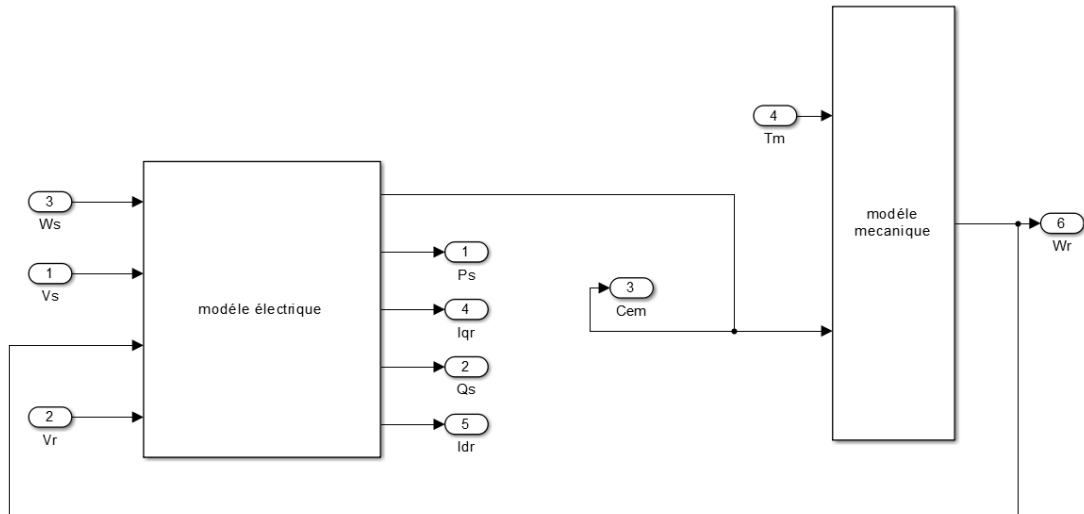 3
Ws
1
Vs
2
Vr
modéle électrique
1
Ps
4
Iqr
2
Qs
5
Idr
3
Cem
4
Tm
modéle
mecanique
6
Wr